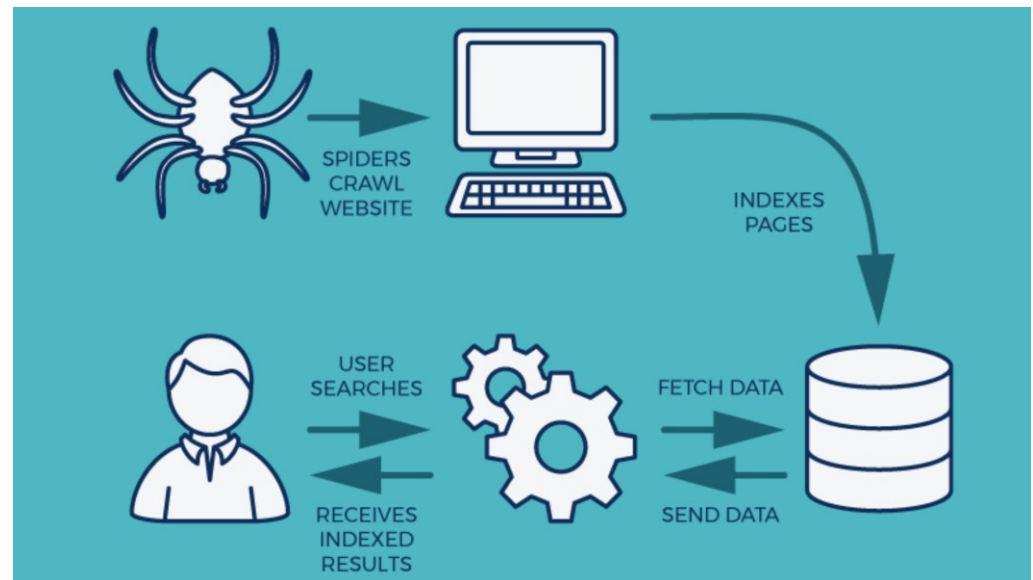 SPIDERS
CRAWL
WEBSITE
INDEXES
PAGES
USER
SEARCHES
FETCH DATA
RECEIVES
INDEXED
RESULTS
SEND DATA